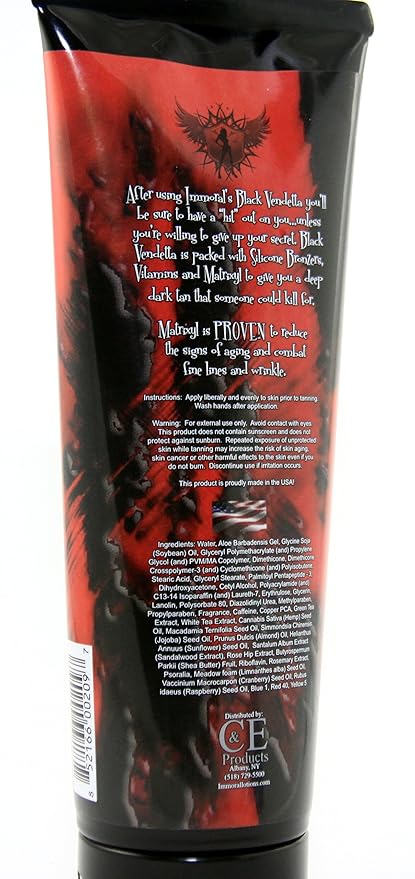 After using Immoral's Black Vendetta you'll
be sure to have a "hit" out on you...unless
you're willing to give up your secret. Black
Vendetta is packed with Silicone Bronzers,
Vitamins and Matrixyl to give you a deep
dark tan that someone could kill for.
Matrixyl is PROVEN to reduce
the signs of aging and combat
fine lines and wrinkle.
Instructions: Apply liberally and evenly to skin prior to tanning.
Wash hands after application.
Warning: For external use only. Avoid contact with eyes
This product does not contain sunscreen and does not
protect against sunburn. Repeated exposure of unprotected
skin while tanning may increase the risk of skin aging,
skin cancer or other harmful effects to the skin even if you
do not burn. Discontinue use if irritation occurs.
This product is proudly made in the USA!
Ingredients: Water, Aloe Barbadensis Gel, Glycine Soja
(Soybean) Oil, Glyceryl Polymethacrylate (and) Propylene
Glycol (and) PVM/MA Copolymer, Dimethicone, Dimethicone
Crosspolymer-3 (and) Cyclomethicone (and) Polyisobutene,
Stearic Acid, Glyceryl Stearate, Palmitoyl Pentapeptide - 3,
Dihydroxyacetone, Cetyl Alcohol, Polyacrylamide (and)
C13-14 Isoparaffin (and) Laureth-7, Erythrulose, Glycerin,
Lanolin, Polysorbate 80, Diazolidinyl Urea, Methylparaben,
Propylparaben, Fragrance, Caffeine, Copper PCA, Green Tea
Extract, White Tea Extract, Cannabis Sativa (Hemp) Seed
Oil, Macadamia Ternifolia Seed Oil, Simmondsia Chinensis
(Jojoba) Seed Oil, Prunus Dulcis (Almond) Oil, Helianthus
Annuus (Sunflower) Seed Oil, Santalum Album Extract
(Sandalwood Extract), Rose Hip Extract, Butyrospermum
Parkii (Shea Butter) Fruit, Riboflavin, Rosemary Extract,
Psoralia, Meadow foam (Limnanthes alba) Seed Oil,
Vaccinium Macrocarpon (Cranberry) Seed Oil, Rubus
idaeus (Raspberry) Seed Oil, Blue 1, Red 40, Yellow 5
Distributed by:
C&E
Products
Albany, NY
(518) 729-5500
Immorallotions.com
8 52166 00209 7